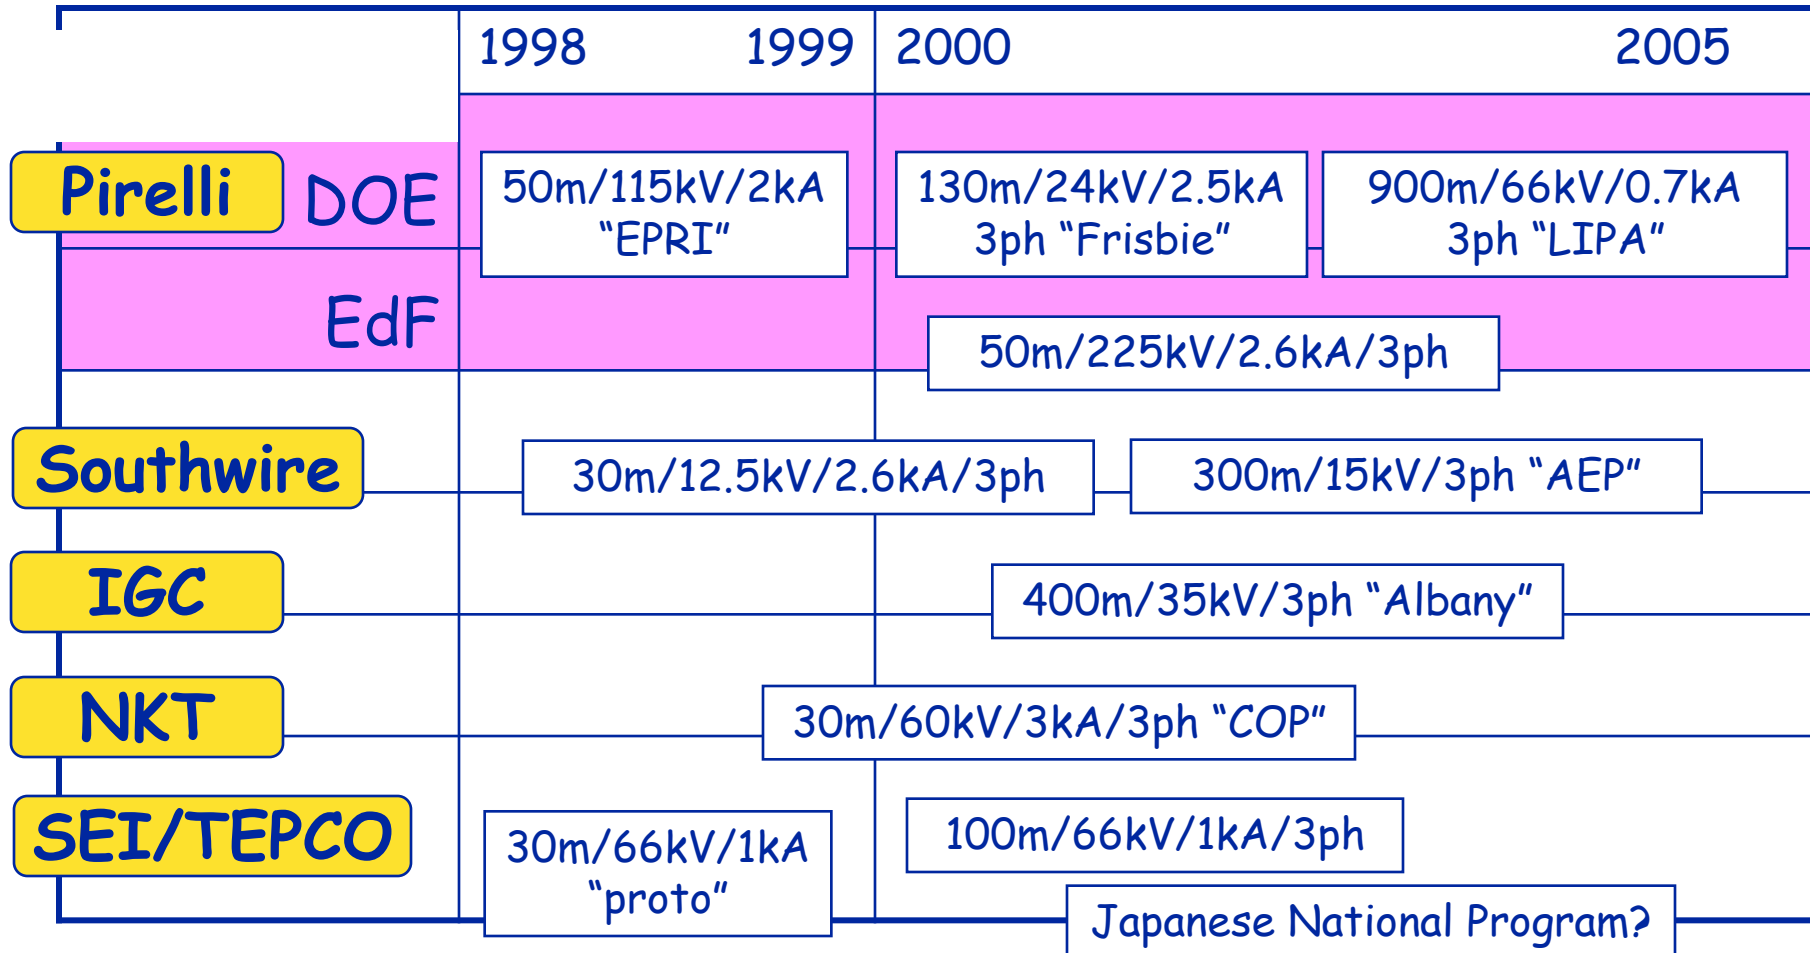 1998 1999 2000 2005
Pirelli DOE
50m/115kV/2kA
“EPRI”
130m/24kV/2.5kA
3ph “Frisbie”
900m/66kV/0.7kA
3ph “LIPA”
EdF
50m/225kV/2.6kA/3ph
Southwire
30m/12.5kV/2.6kA/3ph
300m/15kV/3ph “AEP”
IGC
400m/35kV/3ph “Albany”
NKT
30m/60kV/3kA/3ph “COP”
SEI/TEPCO
30m/66kV/1kA
“proto”
100m/66kV/1kA/3ph
Japanese National Program?